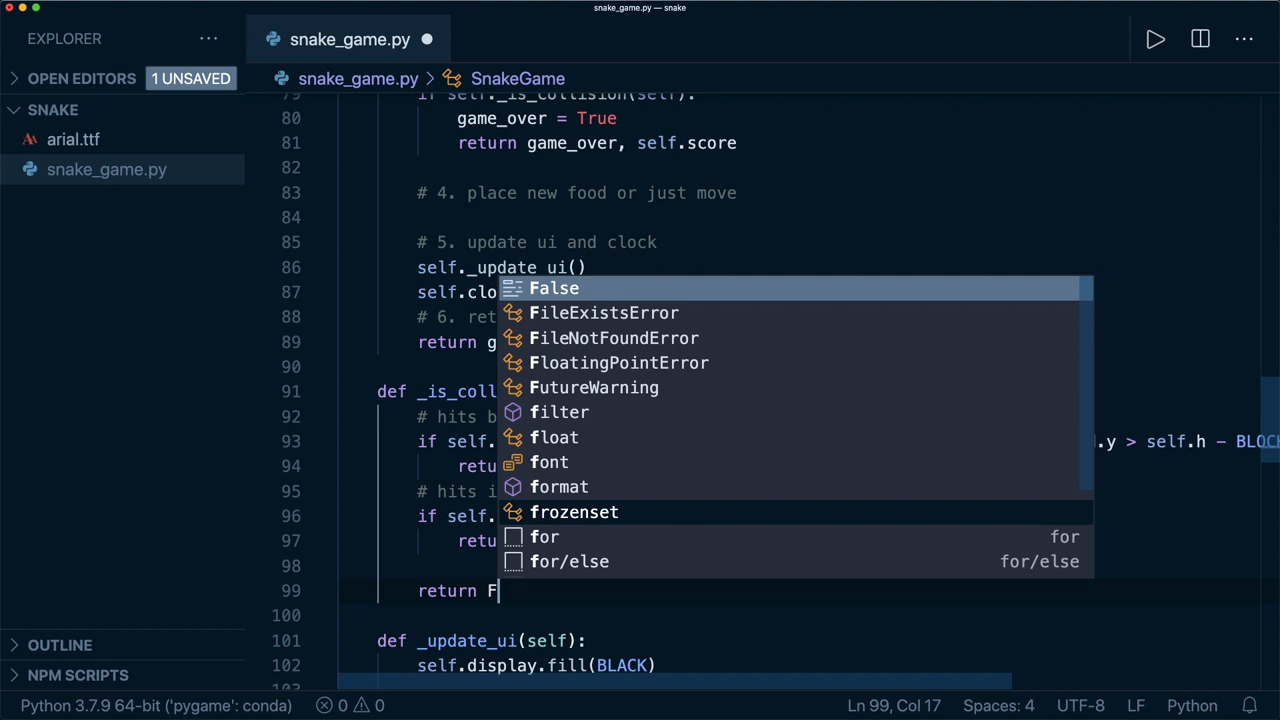 snake_game.py — snake
EXPLORER ···
snake_game.py
OPEN EDITORS 1 UNSAVED
snake_game.py > SnakeGame
SNAKE
arial.ttf
snake_game.py
79 if self._is_collision(self):
80 game_over = True
81 return game_over, self.score
82
83 # 4. place new food or just move
84
85 # 5. update ui and clock
86 self._update_ui()
87 self.clo
88 # 6. ret
89 return g
90
91 def _is_coll
92 # hits b
93 if self. .y > self.h - BLOC
94 retu
95 # hits i
96 if self.
97 retu
98
99 return F
100
101 def _update_ui(self):
102 self.display.fill(BLACK)
103
False
FileExistsError
FileNotFoundError
FloatingPointError
FutureWarning
filter
float
font
format
frozenset
for for
for/else for/else
OUTLINE
NPM SCRIPTS
Python 3.7.9 64-bit ('pygame': conda) 0 0 Ln 99, Col 17 Spaces: 4 UTF-8 LF Python